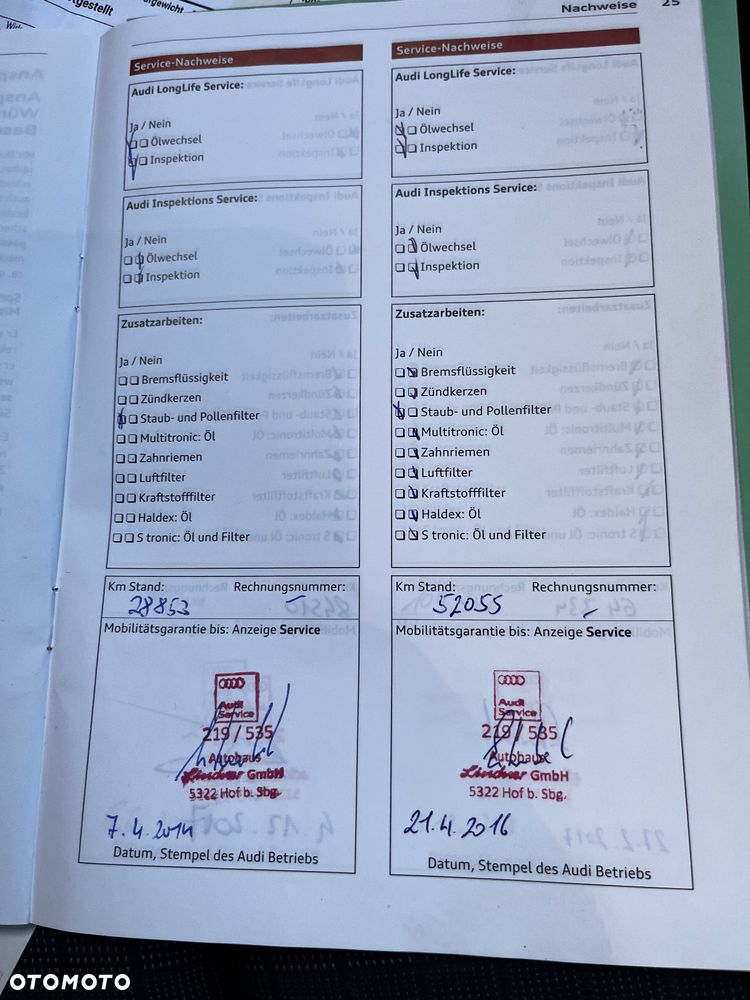 Nachweise 25
Service-Nachweise
Audi LongLife Service:
Ja / Nein
Ölwechsel
Inspektion
Audi Inspektions Service:
Ja / Nein
Ölwechsel
Inspektion
Zusatzarbeiten:
Ja / Nein
Bremsflüssigkeit
Zündkerzen
Staub- und Pollenfilter
Multitronic: Öl
Zahnriemen
Luftfilter
Kraftstofffilter
Haldex: Öl
S tronic: Öl und Filter
Km Stand: Rechnungsnummer:
28853 -
Mobilitätsgarantie bis: Anzeige Service
Audi
Service
219 / 535
Autohaus
Lindner GmbH
5322 Hof b. Sbg.
7.4.2014
Datum, Stempel des Audi Betriebs
Service-Nachweise
Audi LongLife Service:
Ja / Nein
Ölwechsel
Inspektion
Audi Inspektions Service:
Ja / Nein
Ölwechsel
Inspektion
Zusatzarbeiten:
Ja / Nein
Bremsflüssigkeit
Zündkerzen
Staub- und Pollenfilter
Multitronic: Öl
Zahnriemen
Luftfilter
Kraftstofffilter
Haldex: Öl
S tronic: Öl und Filter
Km Stand: Rechnungsnummer:
52055 -
Mobilitätsgarantie bis: Anzeige Service
Audi
Service
219 / 535
Autohaus
Lindner GmbH
5322 Hof b. Sbg.
21.4.2016
Datum, Stempel des Audi Betriebs
OTOMOTO